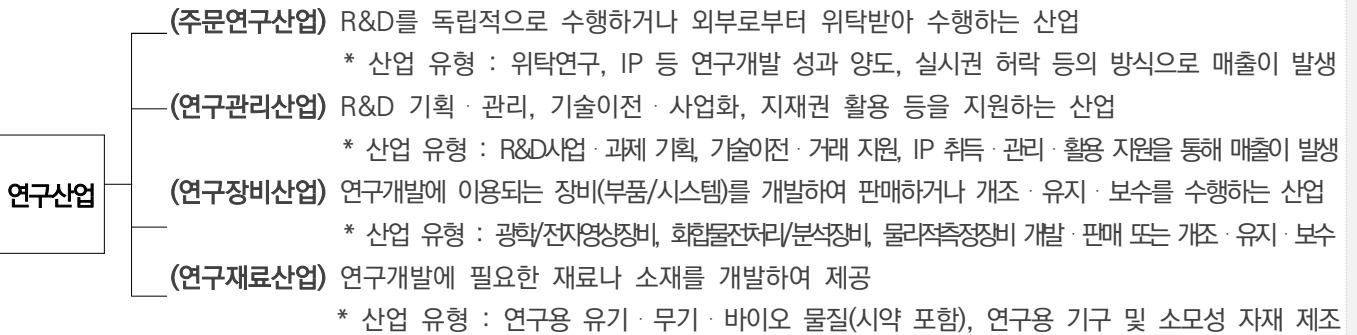 (주문연구산업) R&D를 독립적으로 수행하거나 외부로부터 위탁받아 수행하는 산업
* 산업 유형 : 위탁연구, IP 등 연구개발 성과 양도, 실시권 허락 등의 방식으로 매출이 발생
(연구관리산업) R&D 기획·관리, 기술이전·사업화, 지재권 활용 등을 지원하는 산업
* 산업 유형 : R&D사업·과제 기획, 기술이전·거래 지원, IP 취득·관리·활용 지원을 통해 매출이 발생
연구산업
(연구장비산업) 연구개발에 이용되는 장비(부품/시스템)를 개발하여 판매하거나 개조·유지·보수를 수행하는 산업
* 산업 유형 : 광학/전자영상장비, 화합물전처리/분석장비, 물리적측정장비 개발·판매 또는 개조·유지·보수
(연구재료산업) 연구개발에 필요한 재료나 소재를 개발하여 제공
* 산업 유형 : 연구용 유기·무기·바이오 물질(시약 포함), 연구용 기구 및 소모성 자재 제조